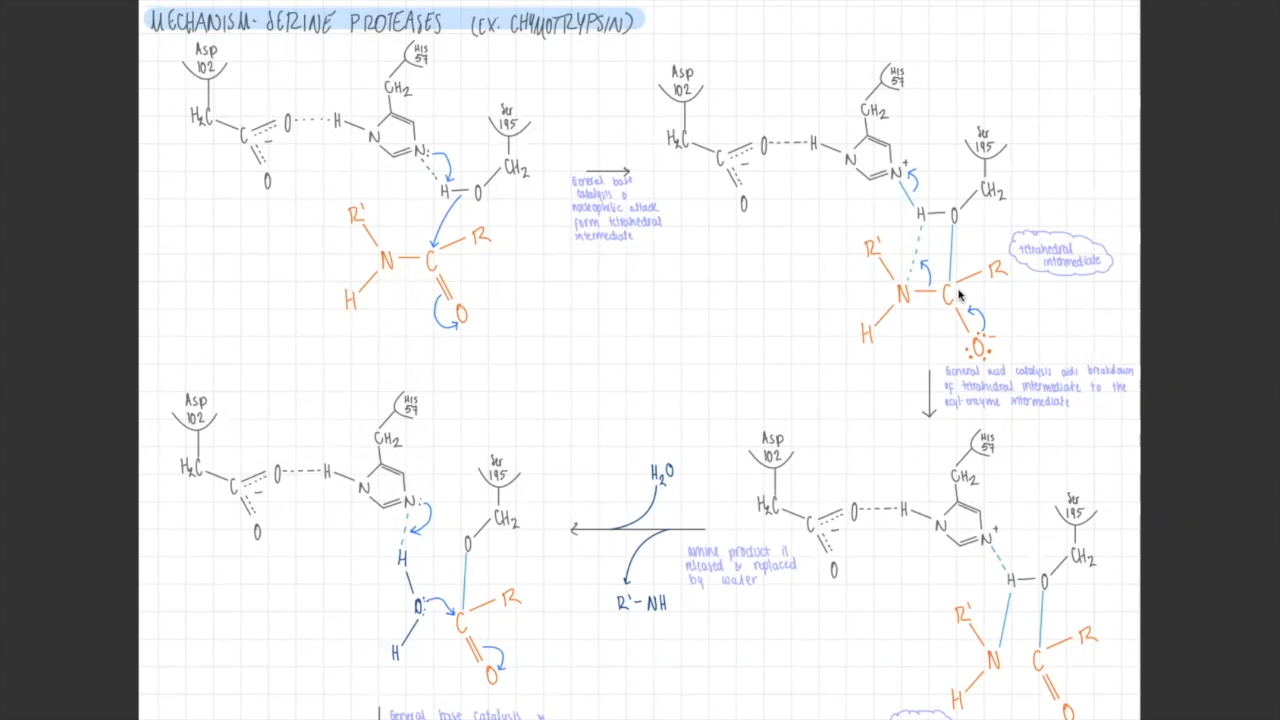 MECHANISM- SERINE PROTEASES (EX. CHYMOTRYPSIN)
Asp
102
HIS
57
CH2
H2C
C
O
H
N
N:
Ser
195
CH2
O
-
H
O
R'
N
C
R
H
O
General base
catalysis &
nucleophilic attack
form tetrahedral
intermediate
Asp
102
HIS
57
CH2
H2C
C
O
H
N
N+
Ser
195
CH2
-
O
H
O
R'
N
C
R
H
O-
tetrahedral
intermediate
General acid catalysis aids breakdown
of tetrahedral intermediate to the
acyl-enzyme intermediate
Asp
102
HIS
57
CH2
H2C
C
O
H
N
N:
Ser
195
CH2
-
O
O
H
O:
C
R
H
O
H2O
amine product is
released & replaced
by water
R'-NH
Asp
102
HIS
57
CH2
H2C
C
O
H
N
N+
Ser
195
CH2
-
O
H
O
R'
N
C
R
H
O
General base catalysis